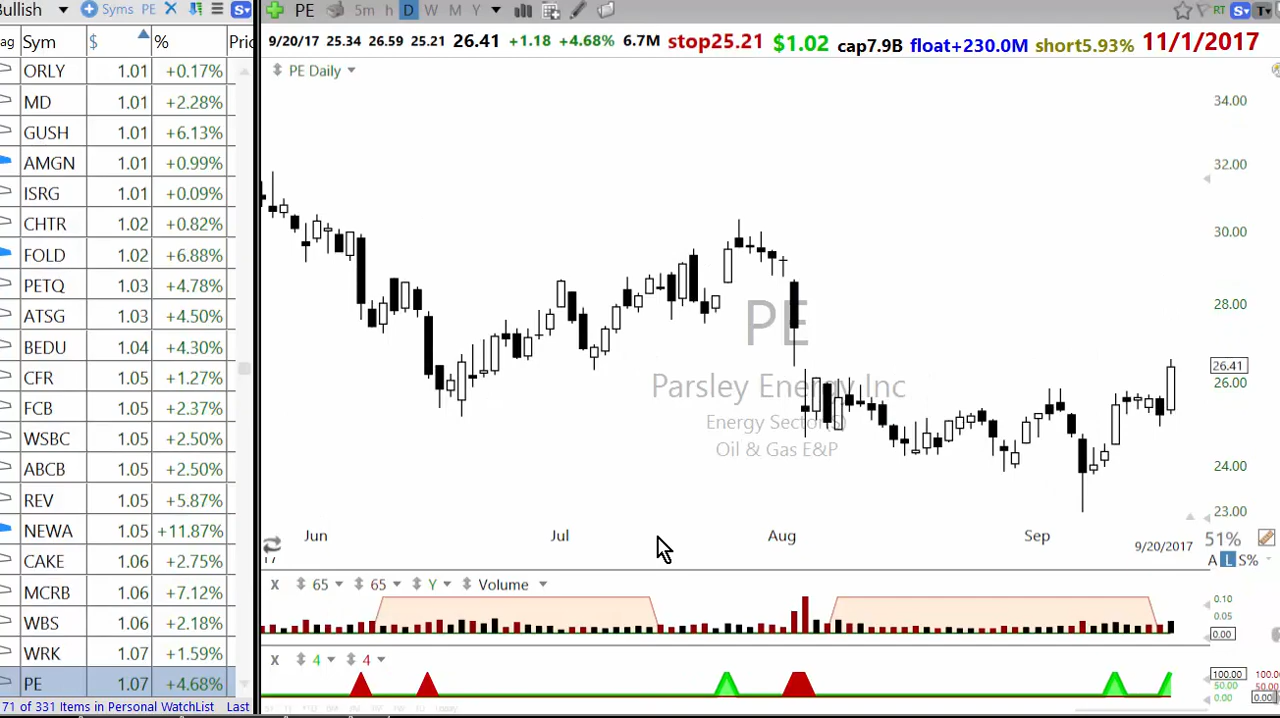 Bullish Syms PE
ag Sym $ % Pric
ORLY 1.01 +0.17%
MD 1.01 +2.28%
GUSH 1.01 +6.13%
AMGN 1.01 +0.99%
ISRG 1.01 +0.09%
CHTR 1.02 +0.82%
FOLD 1.02 +6.88%
PETQ 1.03 +4.78%
ATSG 1.03 +4.50%
BEDU 1.04 +4.30%
CFR 1.05 +1.27%
FCB 1.05 +2.37%
WSBC 1.05 +2.50%
ABCB 1.05 +2.50%
REV 1.05 +5.87%
NEWA 1.05 +11.87%
CAKE 1.06 +2.75%
MCRB 1.06 +7.12%
WBS 1.06 +2.18%
WRK 1.07 +1.59%
PE 1.07 +4.68%
71 of 331 Items in Personal WatchList Last
PE 5m h D W M Y RT S T
9/20/17 25.34 26.59 25.21 26.41 +1.18 +4.68% 6.7M stop25.21 $1.02 cap7.9B float+230.0M short5.93% 11/1/2017
PE Daily
34.00
32.00
30.00
28.00
26.41
26.00
24.00
23.00
PE
Parsley Energy Inc
Energy Sector(S)
Oil & Gas E&P
Jun Jul Aug Sep 9/20/2017
17
51%
A L S%
X 65 65 Y Volume
0.10
0.05
0.00
X 4 4
100.00 100.00
50.00 50.00
0.00 0.00